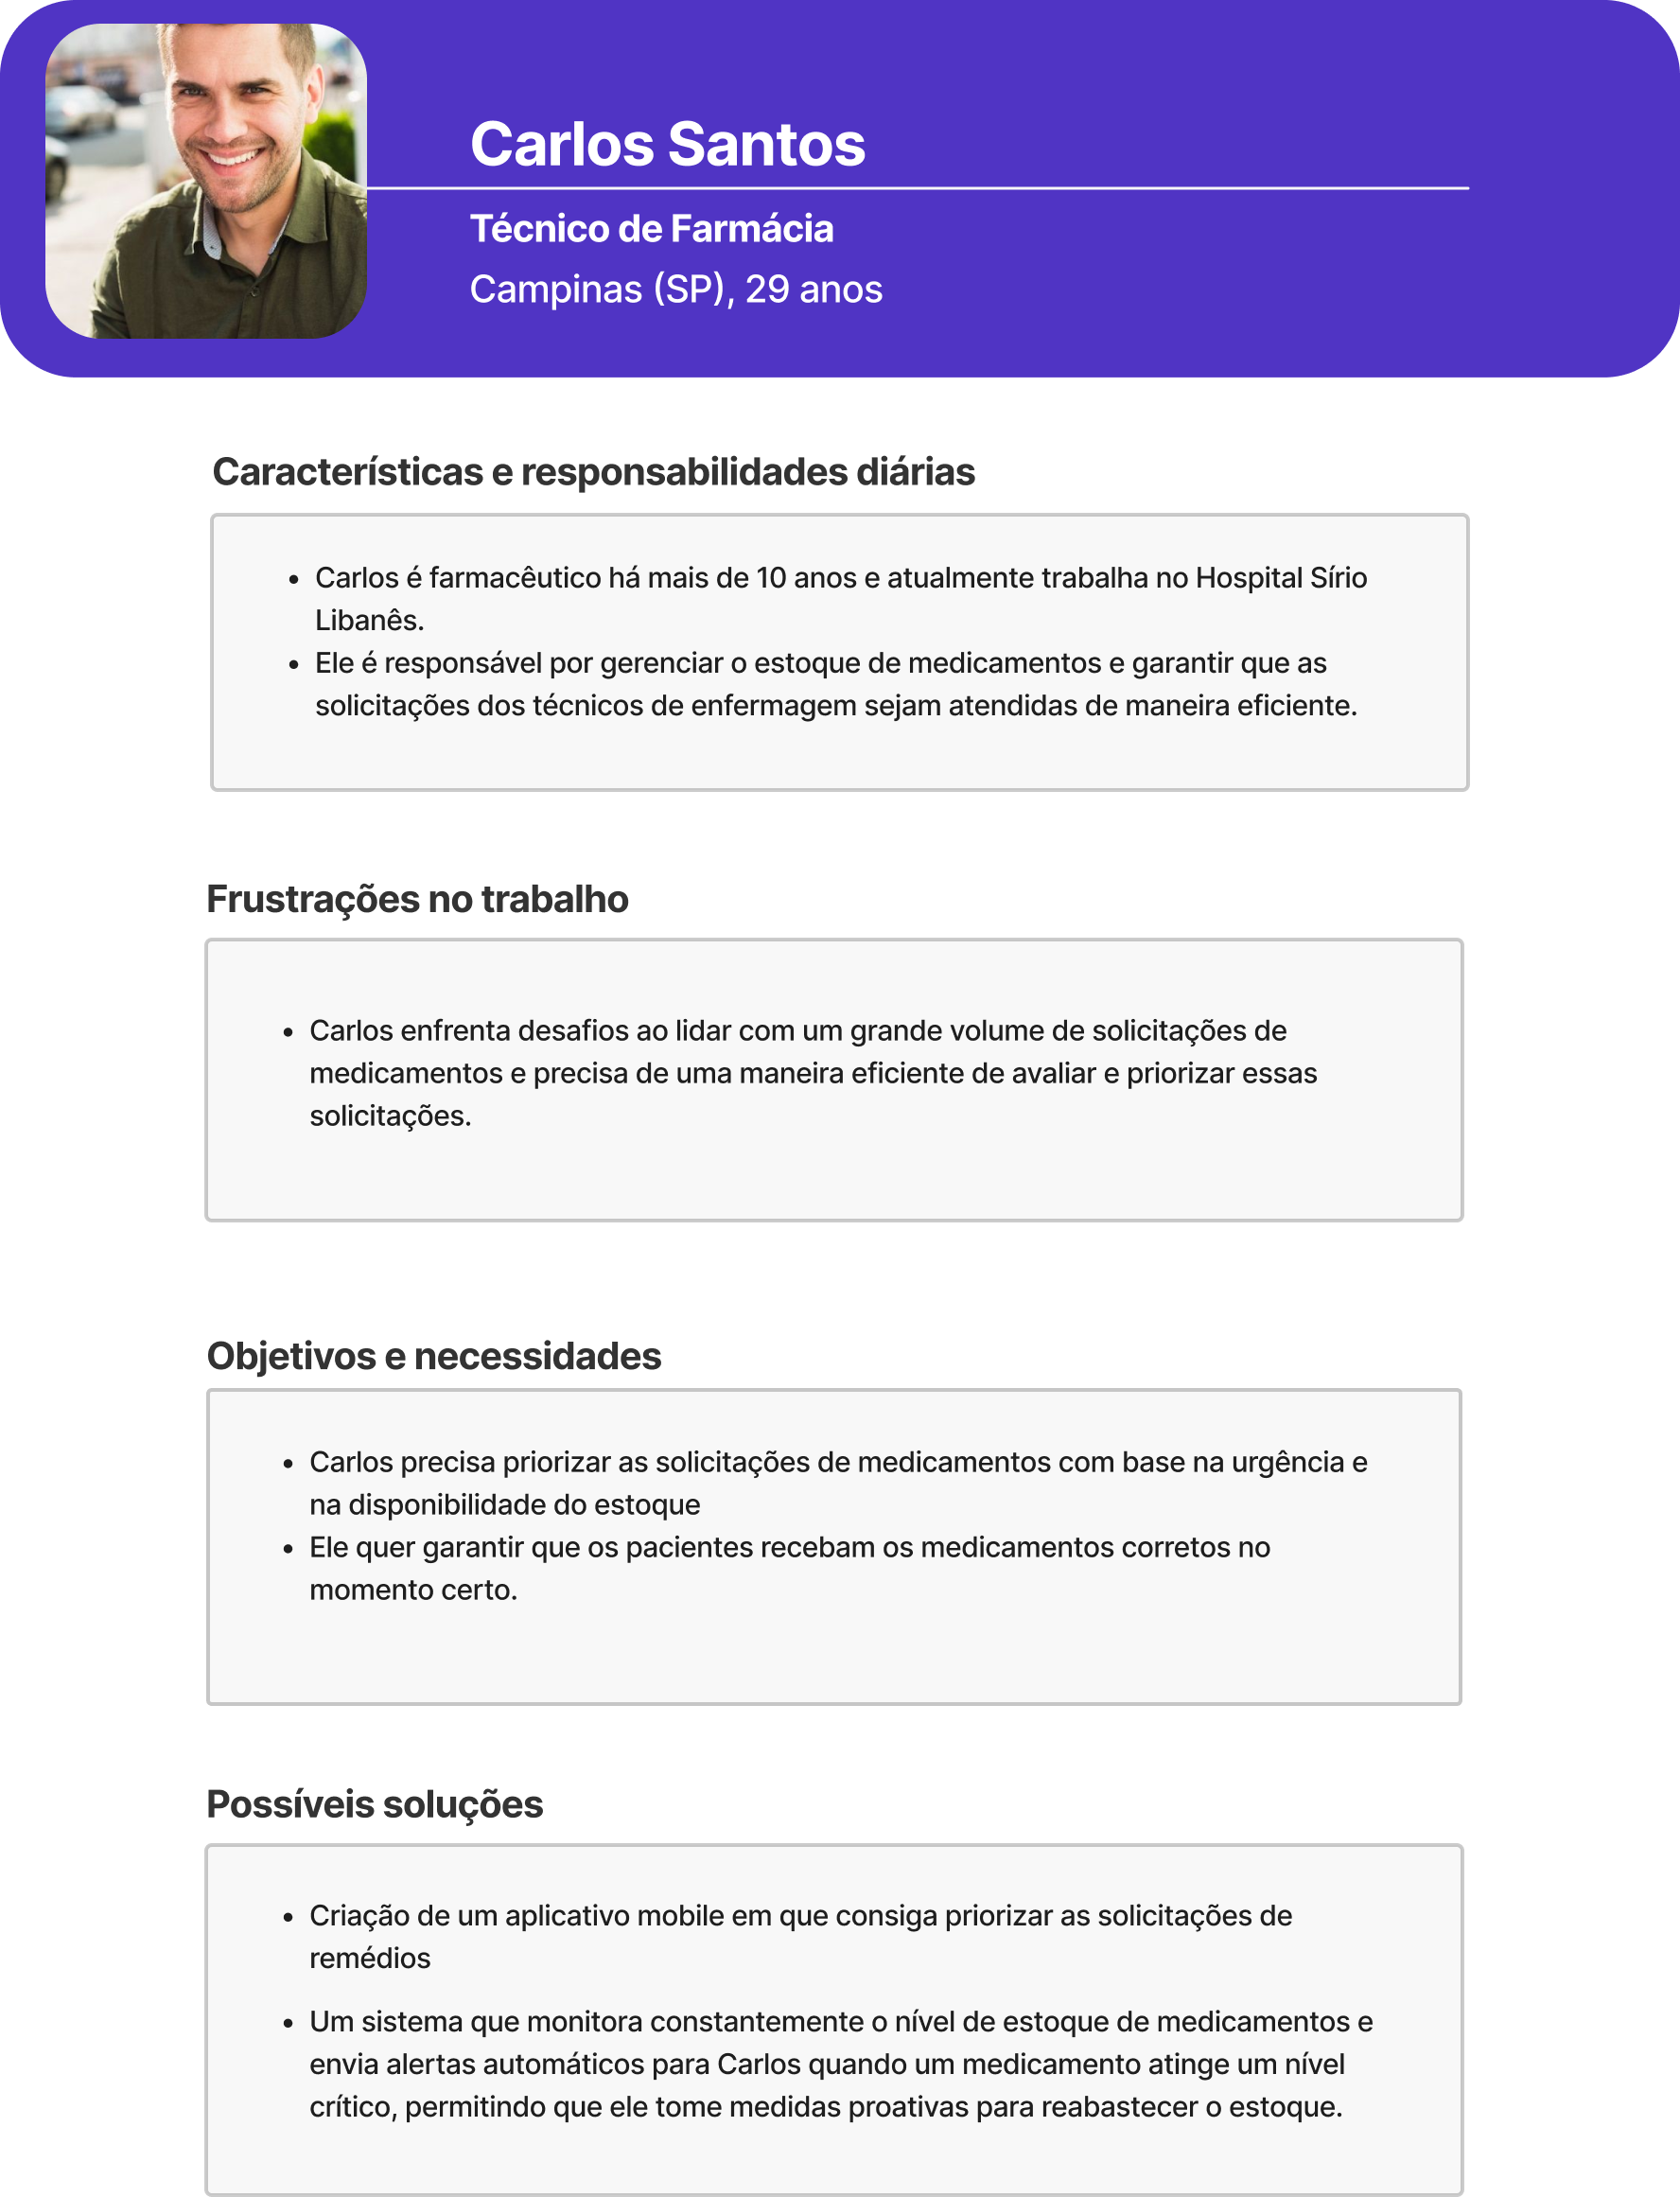 Carlos Santos
Técnico de Farmácia
Campinas (SP), 29 anos
Características e responsabilidades diárias
• Carlos é farmacêutico há mais de 10 anos e atualmente trabalha no Hospital Sírio
Libanês.
• Ele é responsável por gerenciar o estoque de medicamentos e garantir que as
solicitações dos técnicos de enfermagem sejam atendidas de maneira eficiente.
Frustrações no trabalho
• Carlos enfrenta desafios ao lidar com um grande volume de solicitações de
medicamentos e precisa de uma maneira eficiente de avaliar e priorizar essas
solicitações.
Objetivos e necessidades
• Carlos precisa priorizar as solicitações de medicamentos com base na urgência e
na disponibilidade do estoque
• Ele quer garantir que os pacientes recebam os medicamentos corretos no
momento certo.
Possíveis soluções
• Criação de um aplicativo mobile em que consiga priorizar as solicitações de
remédios
• Um sistema que monitora constantemente o nível de estoque de medicamentos e
envia alertas automáticos para Carlos quando um medicamento atinge um nível
crítico, permitindo que ele tome medidas proativas para reabastecer o estoque.